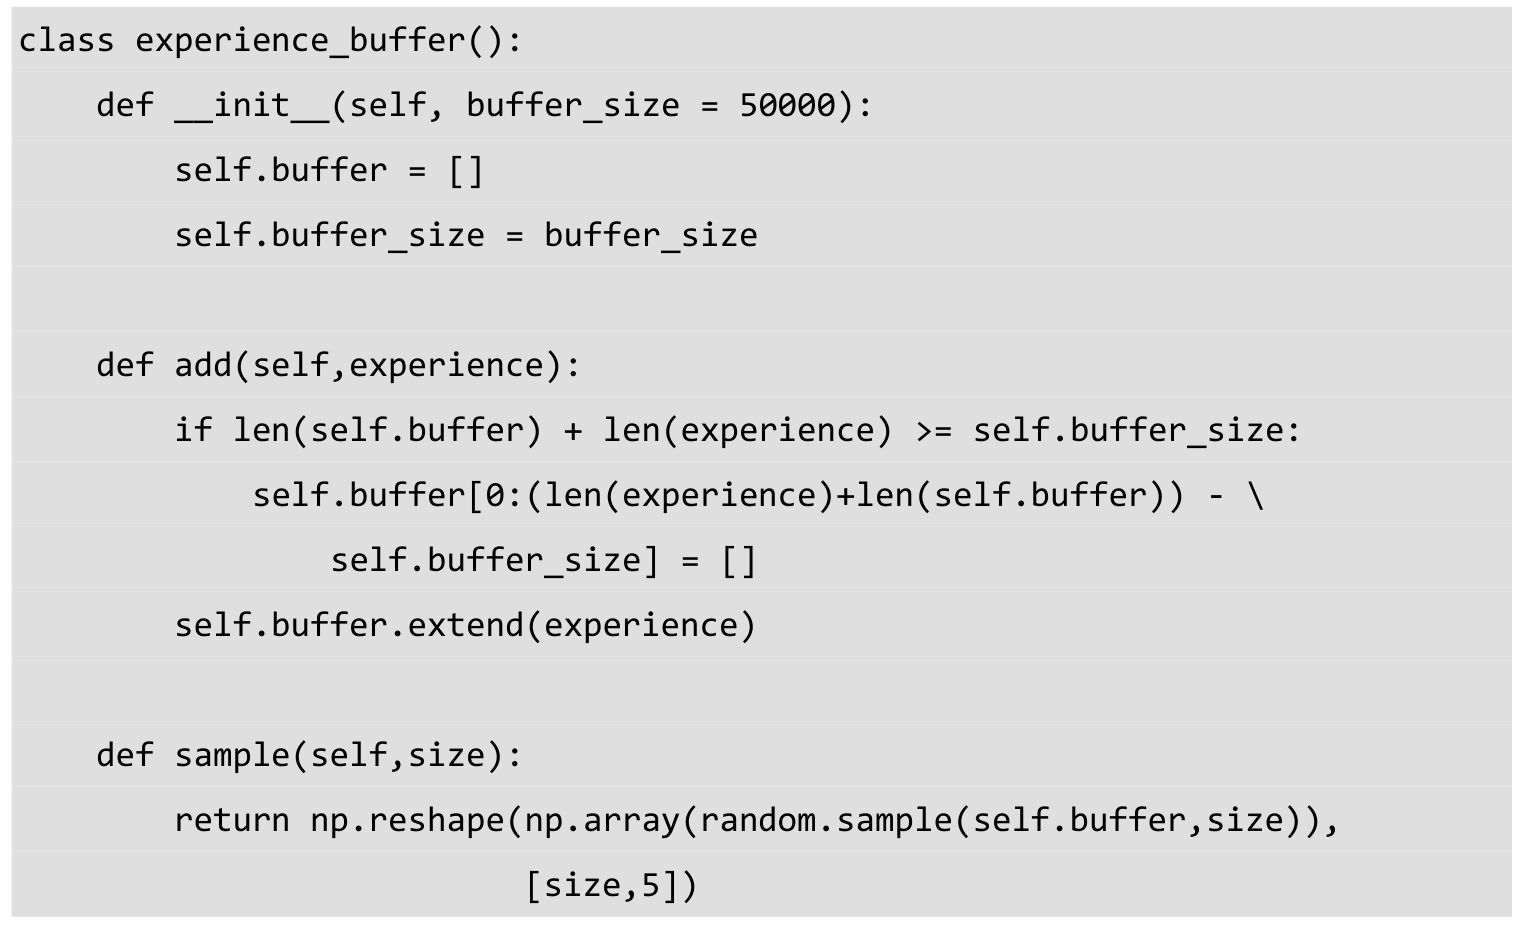 class experience_buffer():
    def __init__(self, buffer_size = 50000):
        self.buffer = []
        self.buffer_size = buffer_size

    def add(self,experience):
        if len(self.buffer) + len(experience) >= self.buffer_size:
            self.buffer[0:(len(experience)+len(self.buffer)) - \
                self.buffer_size] = []
        self.buffer.extend(experience)

    def sample(self,size):
        return np.reshape(np.array(random.sample(self.buffer,size)),
                          [size,5])